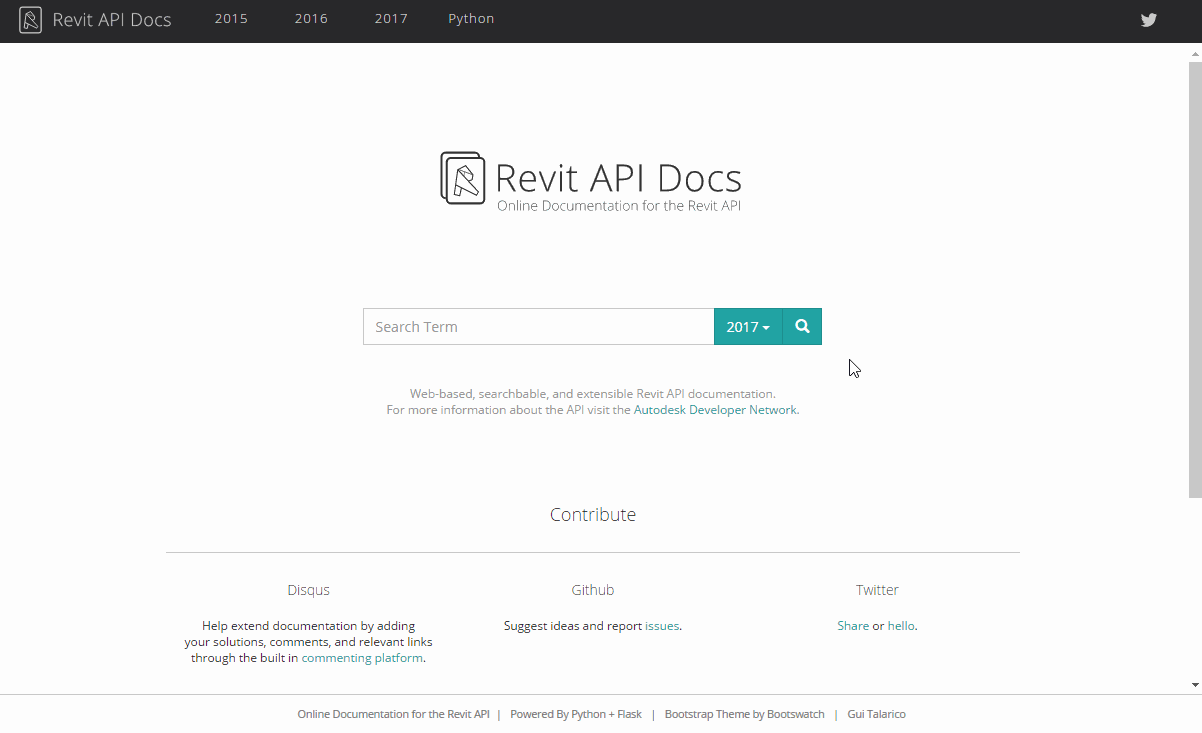 Revit API Docs 2015 2016 2017 Python
Revit API Docs
Online Documentation for the Revit API
Search Term 2017
Web-based, searchbable, and extensible Revit API documentation.
For more information about the API visit the Autodesk Developer Network.
Contribute
Disqus
Help extend documentation by adding
your solutions, comments, and relevant links
through the built in commenting platform.
Github
Suggest ideas and report issues.
Twitter
Share or hello.
Online Documentation for the Revit API | Powered By Python + Flask | Bootstrap Theme by Bootswatch | Gui Talarico